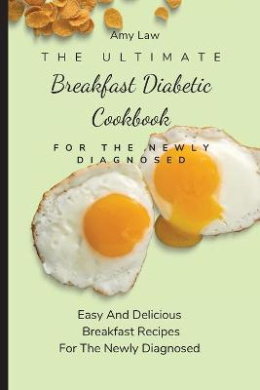 Amy Law
THE ULTIMATE
Breakfast Diabetic
Cookbook
FOR THE NEWLY
DIAGNOSED
Easy And Delicious
Breakfast Recipes
For The Newly Diagnosed